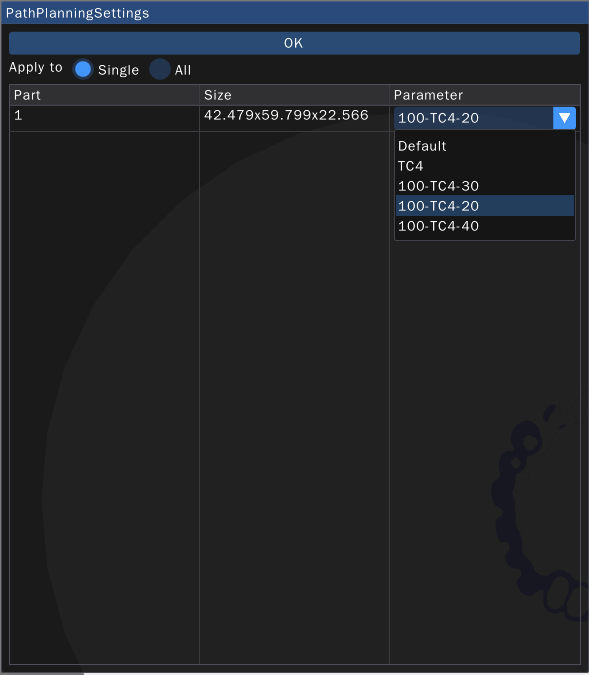 PathPlanningSettings
OK
Apply to Single All
Part Size Parameter
1 42.479x59.799x22.566 100-TC4-20
Default
TC4
100-TC4-30
100-TC4-20
100-TC4-40